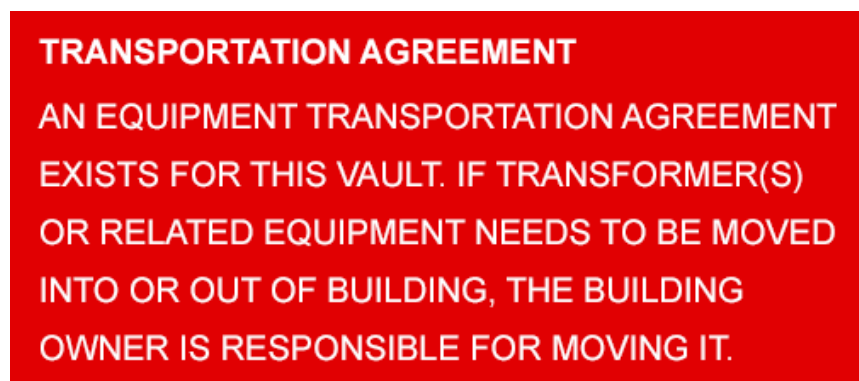 TRANSPORTATION AGREEMENT
AN EQUIPMENT TRANSPORTATION AGREEMENT
EXISTS FOR THIS VAULT. IF TRANSFORMER(S)
OR RELATED EQUIPMENT NEEDS TO BE MOVED
INTO OR OUT OF BUILDING, THE BUILDING
OWNER IS RESPONSIBLE FOR MOVING IT.